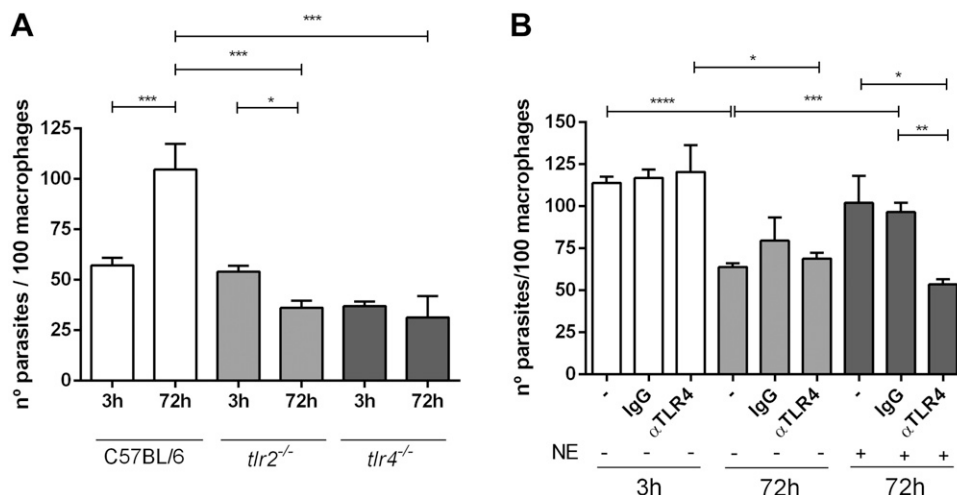 A
***
***
*** *
nº parasites / 100 macrophages
125
100
75
50
25
0
3h 72h 3h 72h 3h 72h
C57BL/6 tlr2-/- tlr4-/-
B
* *
**** ***
**
nº parasites/100 macrophages
150
125
100
75
50
25
0
- IgG αTLR4 - IgG αTLR4 - IgG αTLR4
NE - - - - - - + + +
3h 72h 72h